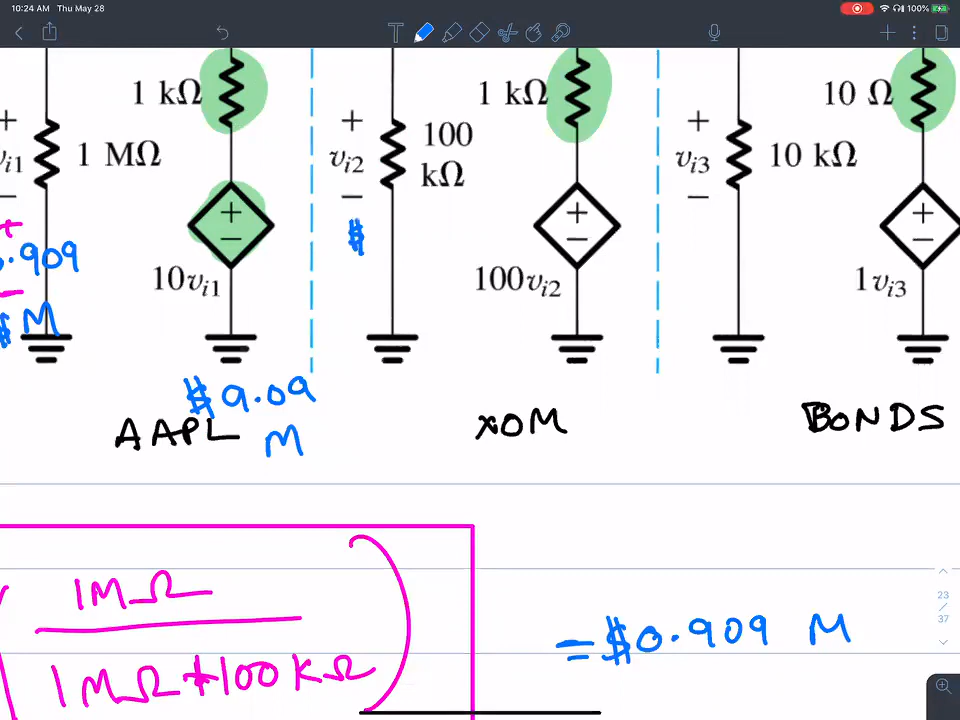 10:24 AM Thu May 28
100%
1 kΩ
1 kΩ
10 Ω
+
+
+
vi1
1 MΩ
vi2
100
kΩ
vi3
10 kΩ
−
−
−
+
−
+
−
+
−
+
.909
−
$ M
$
10vi1
100vi2
1vi3
$9.09
M
AAPL
XOM
BONDS
1MΩ
1MΩ+100KΩ
= $0.909 M
23
/
37